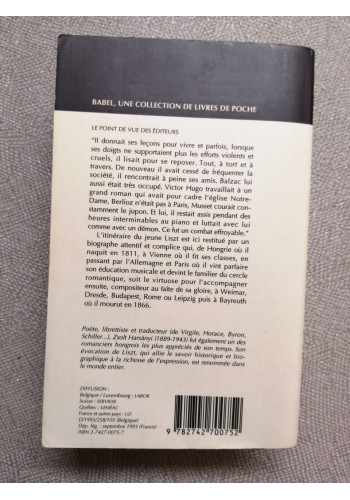 BABEL, UNE COLLECTION DE LIVRES DE POCHE
LE POINT DE VUE DES ÉDITEURS
"Il donnait ses leçons pour vivre et parfois, lorsque
ses doigts ne supportaient plus les efforts violents et
cruels, il lisait pour se reposer. Tout, à tort et à
travers. De nouveau il avait cessé de fréquenter la
société, il rencontrait à peine ses amis. Balzac lui
aussi était très occupé. Victor Hugo travaillait à un
grand roman qui avait pour cadre l'église Notre-
Dame. Berlioz n'était pas à Paris, Musset courait cons-
tamment le jupon. Et lui, il restait assis pendant des
heures interminables au piano et luttait avec lui
comme avec un démon. Ce fut un combat effroyable."
L'itinéraire du jeune Liszt est ici restitué par un
biographe attentif et complice qui, de Hongrie où il
naquit en 1811, à Vienne où il fit ses classes, en
passant par l'Allemagne et Paris où il vint parfaire
son éducation musicale et devint le familier du cercle
romantique, suit le virtuose pour l'accompagner
ensuite, compositeur au faîte de sa gloire, à Weimar,
Dresde, Budapest, Rome ou Leipzig puis à Bayreuth
où il mourut en 1866.
Poète, librettiste et traducteur (de Virgile, Horace, Byron,
Schiller...) Zsolt Harsányi (1889-1943) fut également un des
romanciers hongrois les plus appréciés de son temps. Son
évocation de Liszt, qui allie le savoir historique et bio-
graphique à la richesse de l'expression, est renommée dans
le monde entier.
DIFFUSION :
Belgique / Luxembourg : LABOR
Suisse : SERVIDIS
Québec : LEMÉAC
France et autres pays : UD
D/1993/258/105 (Belgique)
Dép. lég. : septembre 1993 (France)
ISBN 2-7427-0075-7
9 782742 700752